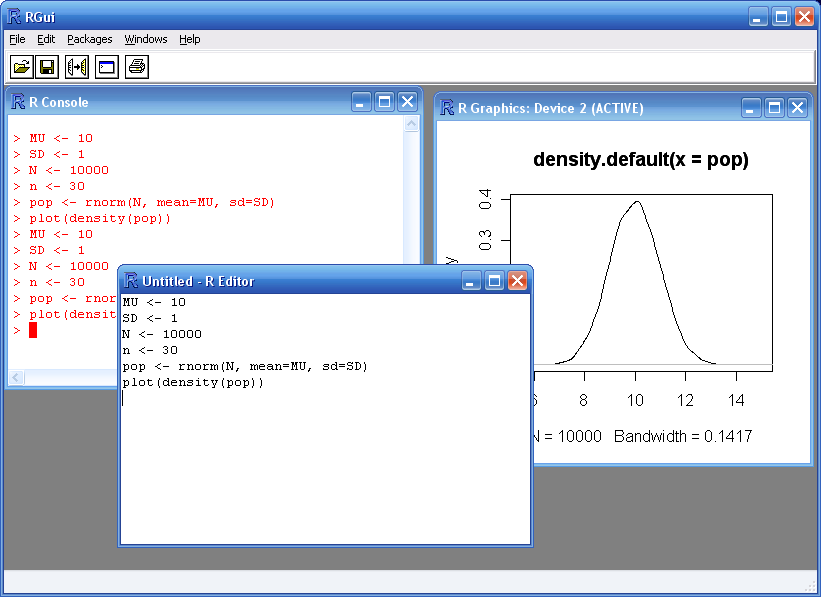 RGui
File Edit Packages Windows Help
R Console
> MU <- 10
> SD <- 1
> N <- 10000
> n <- 30
> pop <- rnorm(N, mean=MU, sd=SD)
> plot(density(pop))
> MU <- 10
> SD <- 1
> N <- 10000
> n <- 30
> pop <- rnor
> plot(densit
>
Untitled - R Editor
MU <- 10
SD <- 1
N <- 10000
n <- 30
pop <- rnorm(N, mean=MU, sd=SD)
plot(density(pop))
R Graphics: Device 2 (ACTIVE)
density.default(x = pop)
0.4
0.3
y
6 8 10 12 14
N = 10000 Bandwidth = 0.1417